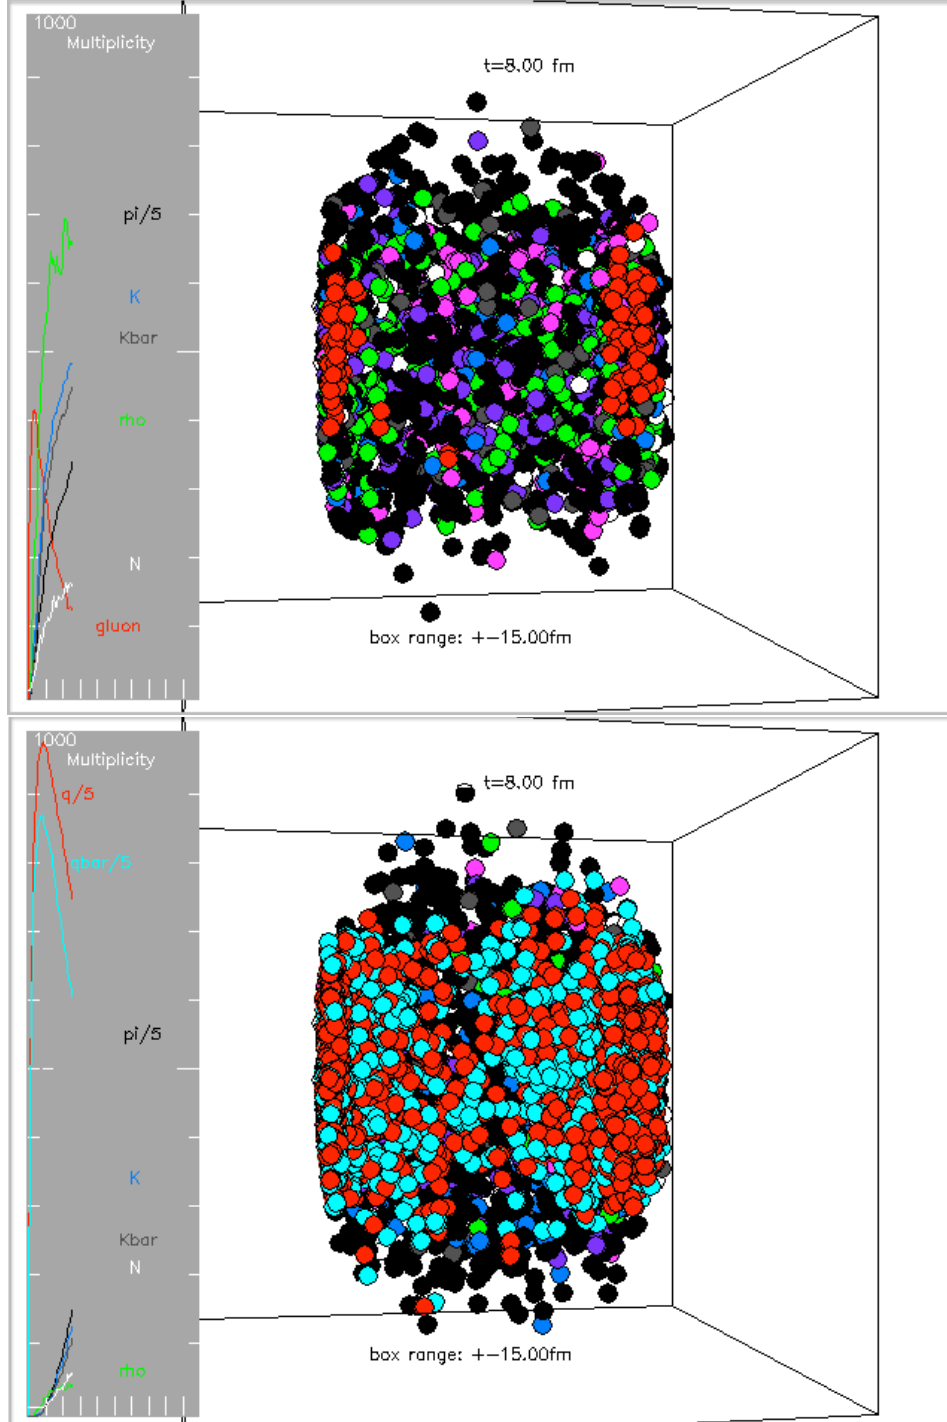 1000
Multiplicity
t=8.00 fm
pi/5
K
Kbar
rho
N
gluon
box range: +-15.00fm
1000
Multiplicity
t=8.00 fm
q/5
qbar/5
pi/5
K
Kbar
N
box range: +-15.00fm
rho